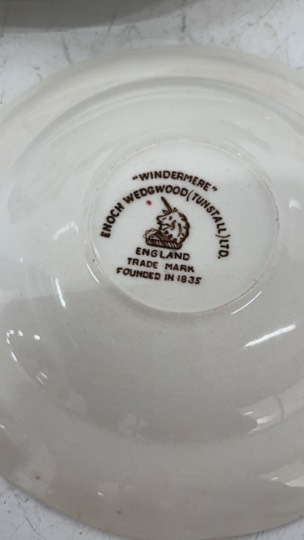 "WINDERMERE"
ENOCH WEDGWOOD (TUNSTALL) LTD.
ENGLAND
TRADE MARK
FOUNDED IN 1835